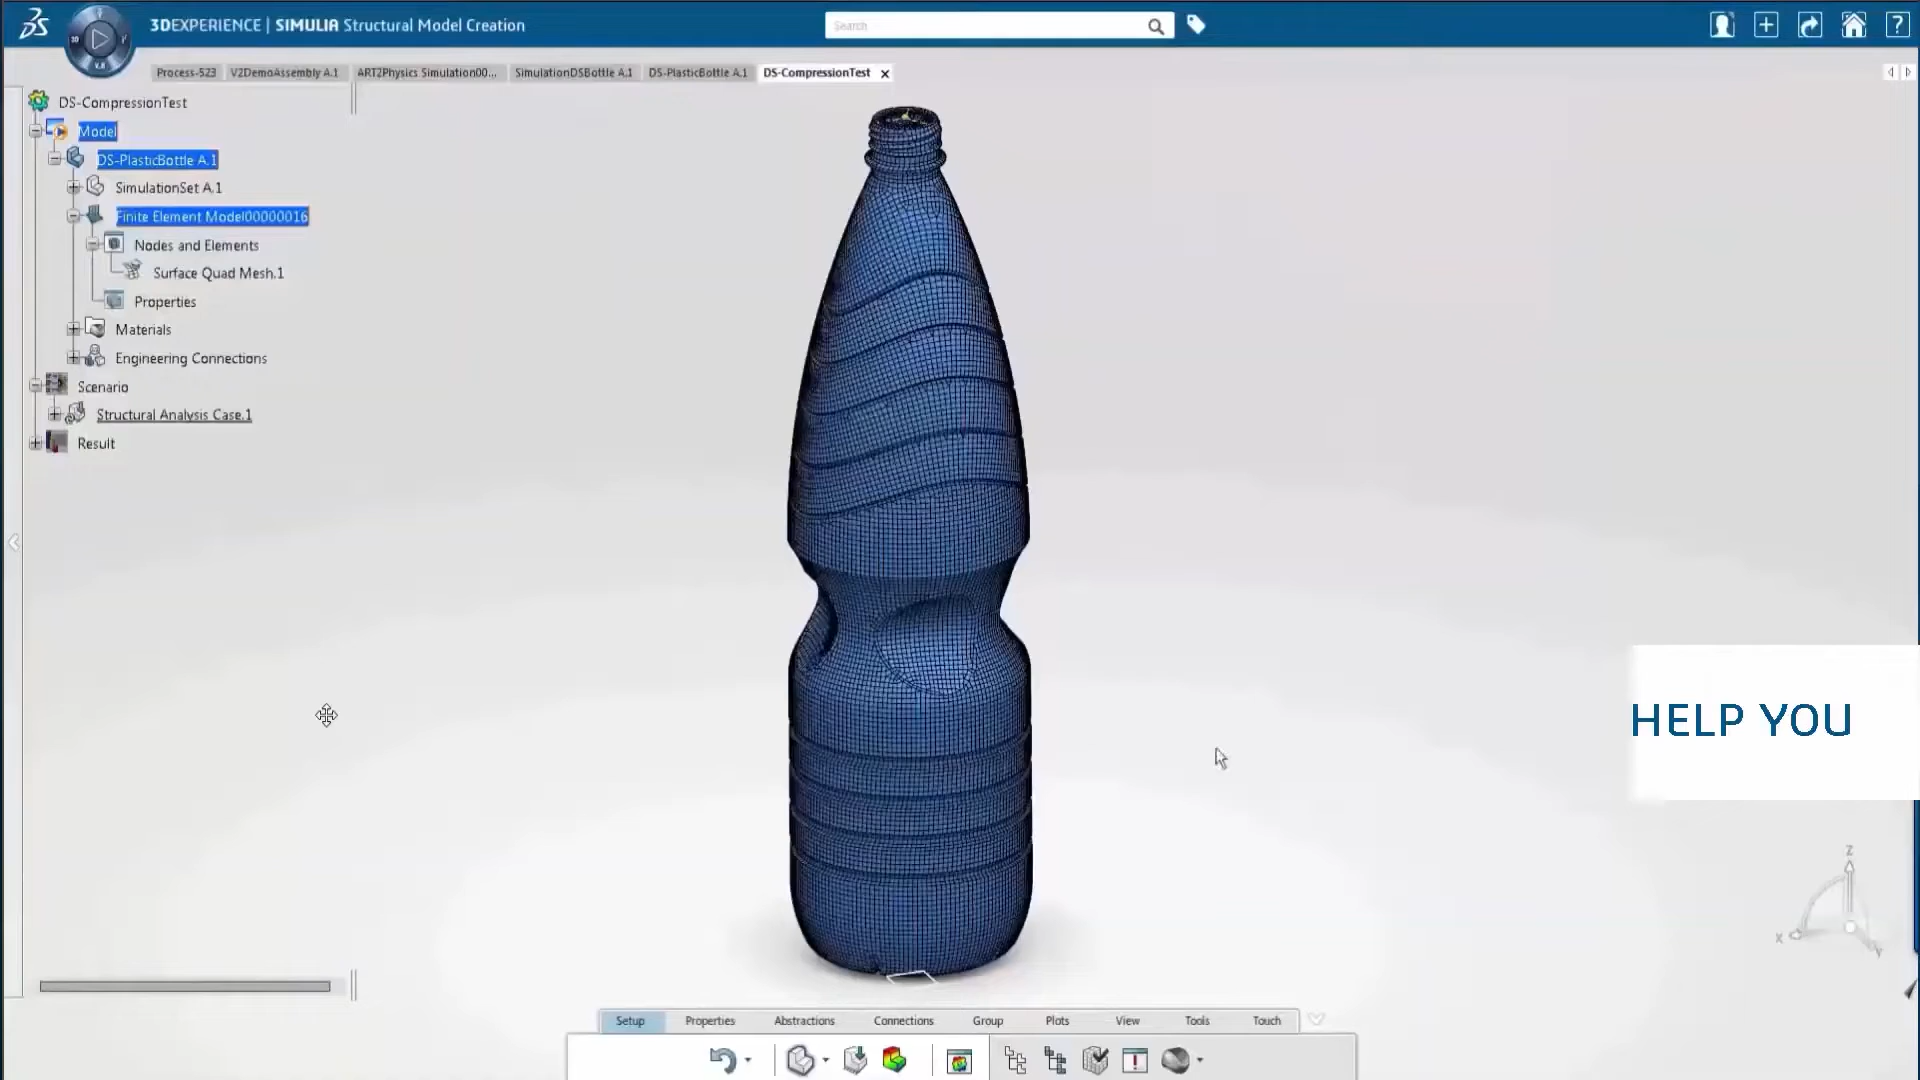 3DEXPERIENCE | SIMULIA Structural Model Creation
Search
3D
V.R
Process-523
V2DemoAssembly A.1
ART2Physics Simulation00...
SimulationDSBottle A.1
DS-PlasticBottle A.1
DS-CompressionTest
DS-CompressionTest
Model
DS-PlasticBottle A.1
SimulationSet A.1
Finite Element Model00000016
Nodes and Elements
Surface Quad Mesh.1
Properties
Materials
Engineering Connections
Scenario
Structural Analysis Case.1
Result
HELP YOU
Z
X
Y
Setup
Properties
Abstractions
Connections
Group
Plots
View
Tools
Touch